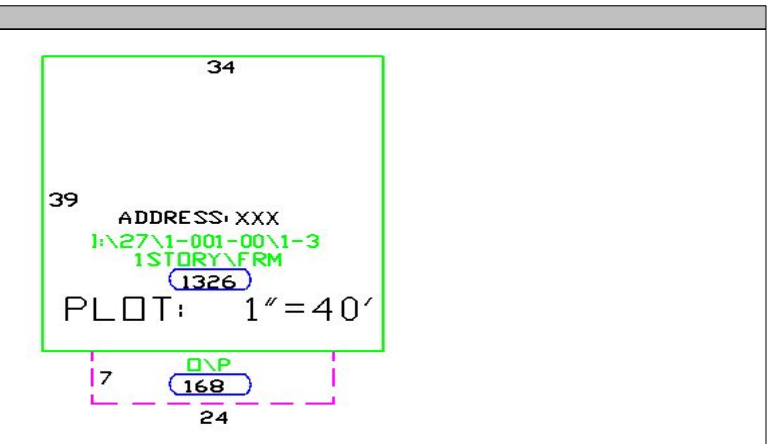 34
39
ADDRESS: XXX
]:\27\1-001-00\1-3
1STORY\FRM
1326
PLOT: 1"=40'
O\P
7
168
24